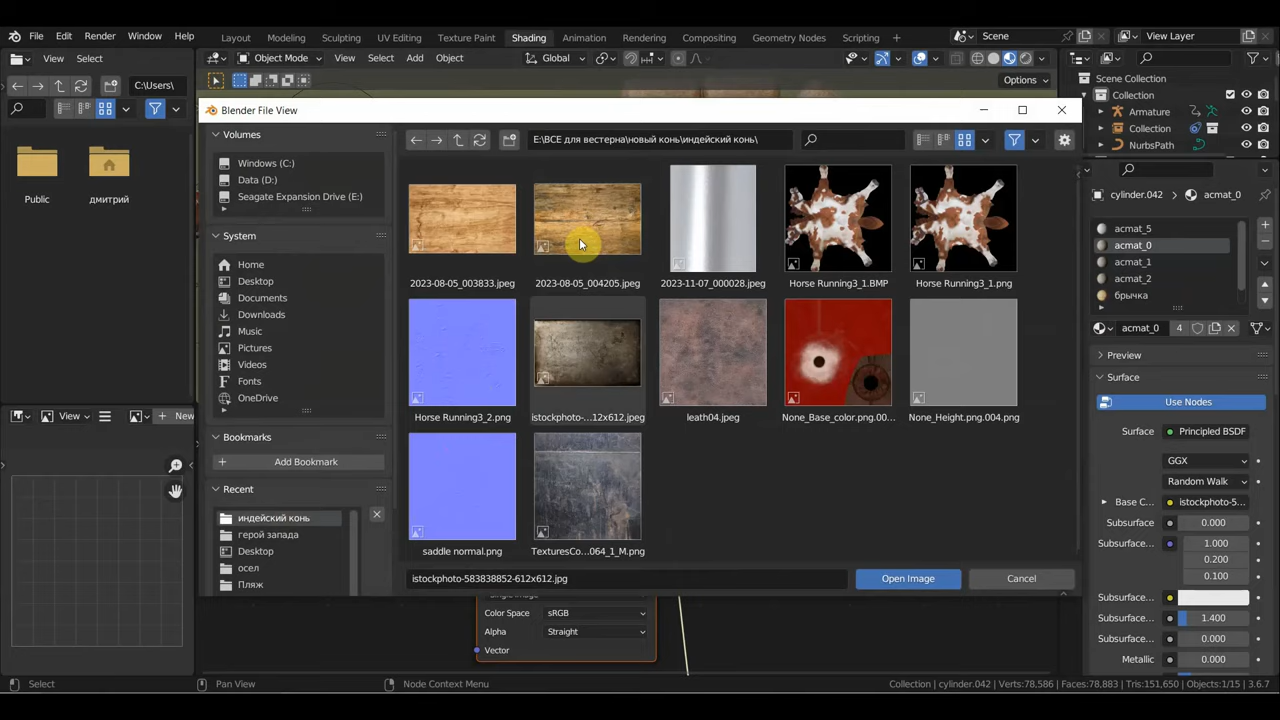 File Edit Render Window Help
Layout Modeling Sculpting UV Editing Texture Paint Shading Animation Rendering Compositing Geometry Nodes Scripting +
Scene View Layer
View Select
Object Mode View Select Add Object Global
Options
C:\Users\
Public дмитрий
View + New
Blender File View
Volumes
Windows (C:)
Data (D:)
Seagate Expansion Drive (E:)
System
Home
Desktop
Documents
Downloads
Music
Pictures
Videos
Fonts
OneDrive
Bookmarks
+ Add Bookmark
Recent
индейский конь
герой запада
Desktop
осел
Пляж
E:\ВСЕ для вестерна\новый конь\индейский конь\
2023-08-05_003833.jpeg 2023-08-05_004205.jpeg 2023-11-07_000028.jpeg Horse Running3_1.BMP Horse Running3_1.png
Horse Running3_2.png istockphoto-...12x612.jpeg leath04.jpeg None_Base_color.png.00... None_Height.png.004.png
saddle normal.png TexturesCo...064_1_M.png
istockphoto-583838852-612x612.jpg
Open Image Cancel
Color Space sRGB
Alpha Straight
Vector
Scene Collection
Collection
Armature
Collection
NurbsPath
cylinder.042 acmat_0
acmat_5
acmat_0
acmat_1
acmat_2
брычка
acmat_0 4
Preview
Surface
Use Nodes
Surface Principled BSDF
GGX
Random Walk
Base C... istockphoto-5...
Subsurface 0.000
Subsurface... 1.000
0.200
0.100
Subsurface...
Subsurface... 1.400
Subsurface... 0.000
Metallic 0.000
Select Pan View Node Context Menu
Collection | cylinder.042 | Verts:78,586 | Faces:78,883 | Tris:151,650 | Objects:1/15 | 3.6.7